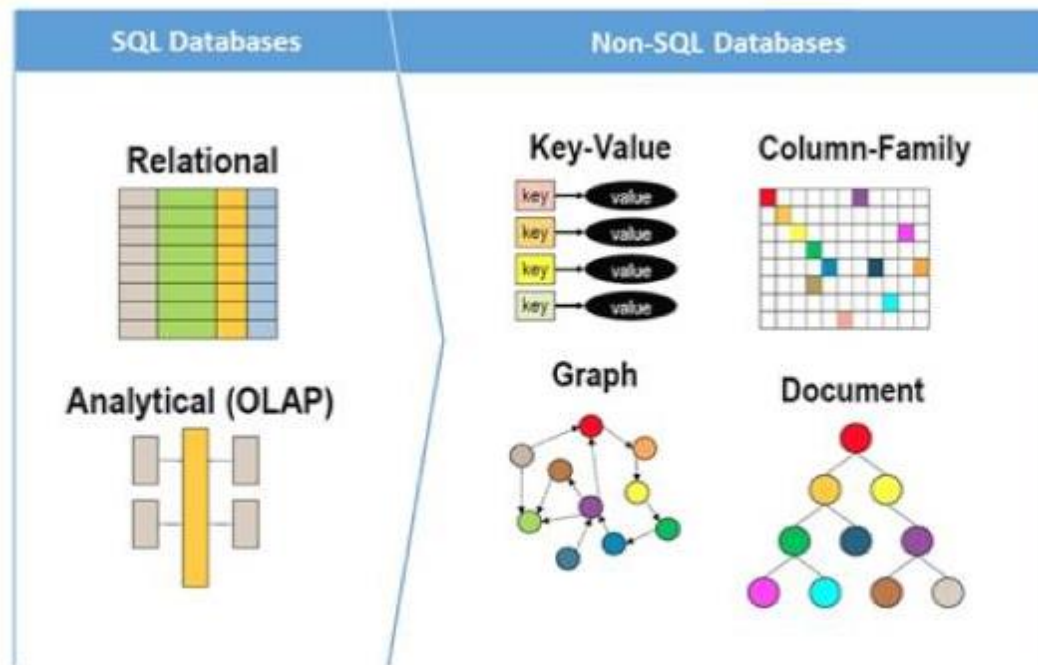 SQL Databases
Non-SQL Databases
Relational
Analytical (OLAP)
Key-Value
key value
key value
key value
key value
Column-Family
Graph
Document